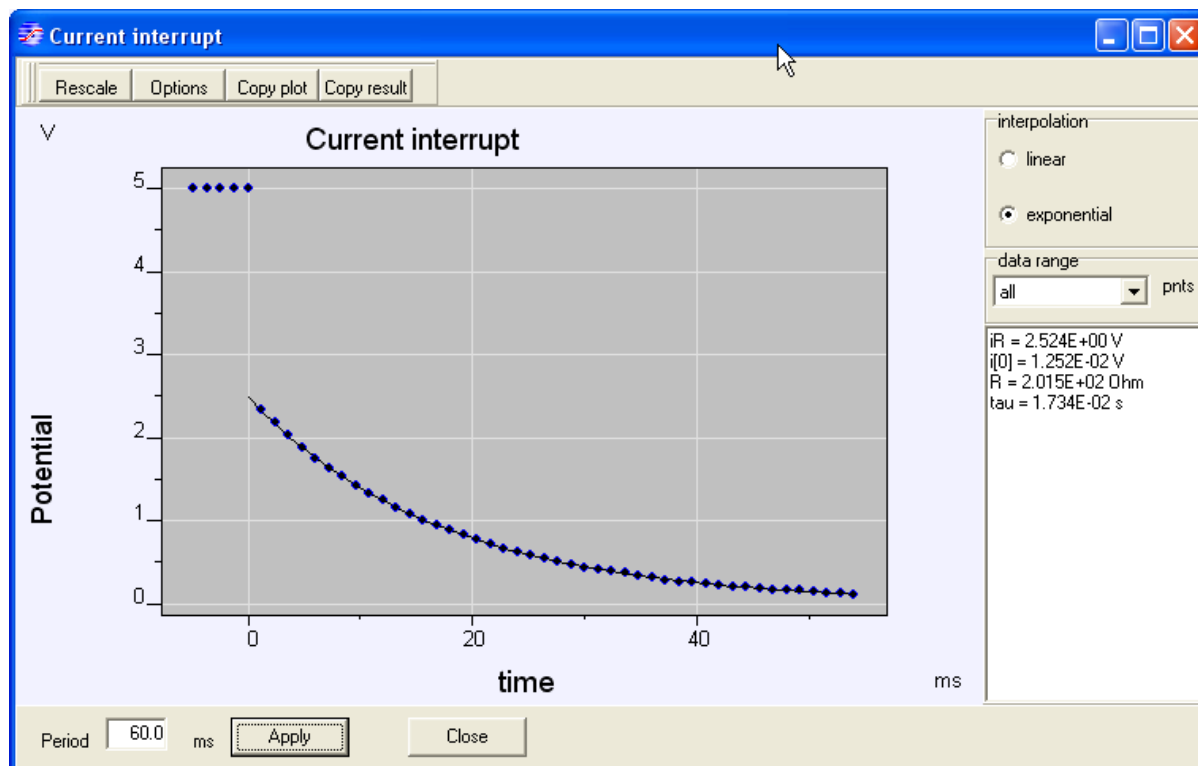 Current interrupt
Rescale Options Copy plot Copy result
V
Current interrupt
5
4
3
2
1
0
Potential
0 20 40
time
ms
interpolation
linear
exponential
data range
all pnts
iR = 2.524E+00 V
i[0] = 1.252E-02 V
R = 2.015E+02 Ohm
tau = 1.734E-02 s
Period 60.0 ms Apply Close